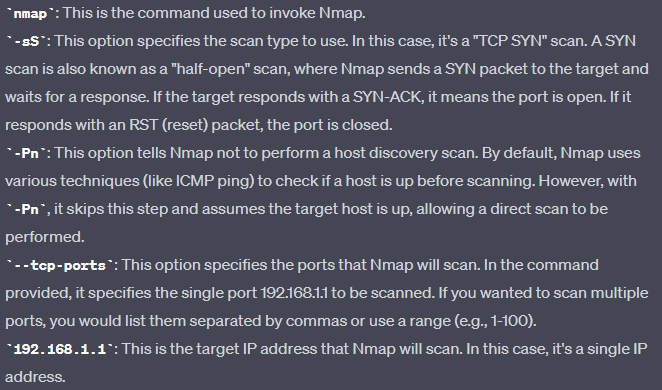 `nmap`: This is the command used to invoke Nmap.
`-sS`: This option specifies the scan type to use. In this case, it's a "TCP SYN" scan. A SYN
scan is also known as a "half-open" scan, where Nmap sends a SYN packet to the target and
waits for a response. If the target responds with a SYN-ACK, it means the port is open. If it
responds with an RST (reset) packet, the port is closed.
`-Pn`: This option tells Nmap not to perform a host discovery scan. By default, Nmap uses
various techniques (like ICMP ping) to check if a host is up before scanning. However, with
`-Pn`, it skips this step and assumes the target host is up, allowing a direct scan to be
performed.
`--tcp-ports`: This option specifies the ports that Nmap will scan. In the command
provided, it specifies the single port 192.168.1.1 to be scanned. If you wanted to scan multiple
ports, you would list them separated by commas or use a range (e.g., 1-100).
`192.168.1.1`: This is the target IP address that Nmap will scan. In this case, it's a single IP
address.